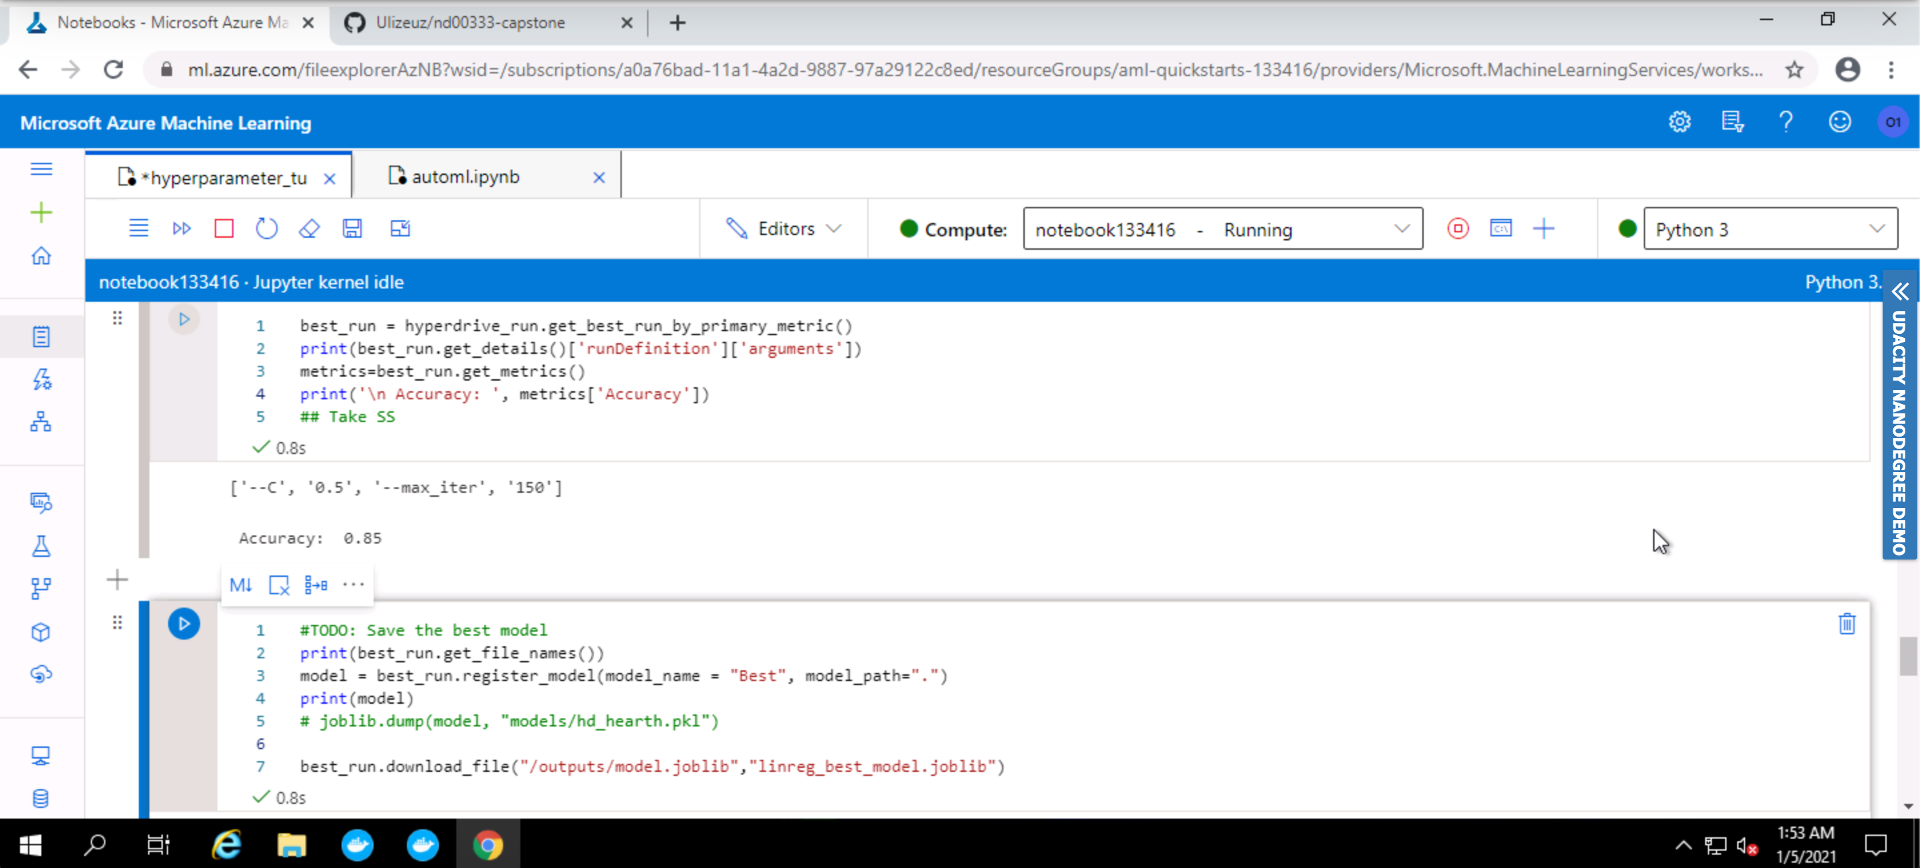 Notebooks - Microsoft Azure Ma
Ulizeuz/nd00333-capstone
ml.azure.com/fileexplorerAzNB?wsid=/subscriptions/a0a76bad-11a1-4a2d-9887-97a29122c8ed/resourceGroups/aml-quickstarts-133416/providers/Microsoft.MachineLearningServices/works...
Microsoft Azure Machine Learning
O1
*hyperparameter_tu
automl.ipynb
Editors
Compute:
notebook133416 - Running
Python 3
notebook133416 · Jupyter kernel idle
Python 3.
UDACITY NANODEGREE DEMO
1 best_run = hyperdrive_run.get_best_run_by_primary_metric()
2 print(best_run.get_details()['runDefinition']['arguments'])
3 metrics=best_run.get_metrics()
4 print('\n Accuracy: ', metrics['Accuracy'])
5 ## Take SS
0.8s
['--C', '0.5', '--max_iter', '150']
Accuracy: 0.85
M↓
1 #TODO: Save the best model
2 print(best_run.get_file_names())
3 model = best_run.register_model(model_name = "Best", model_path=".")
4 print(model)
5 # joblib.dump(model, "models/hd_hearth.pkl")
6
7 best_run.download_file("/outputs/model.joblib","linreg_best_model.joblib")
0.8s
1:53 AM
1/5/2021